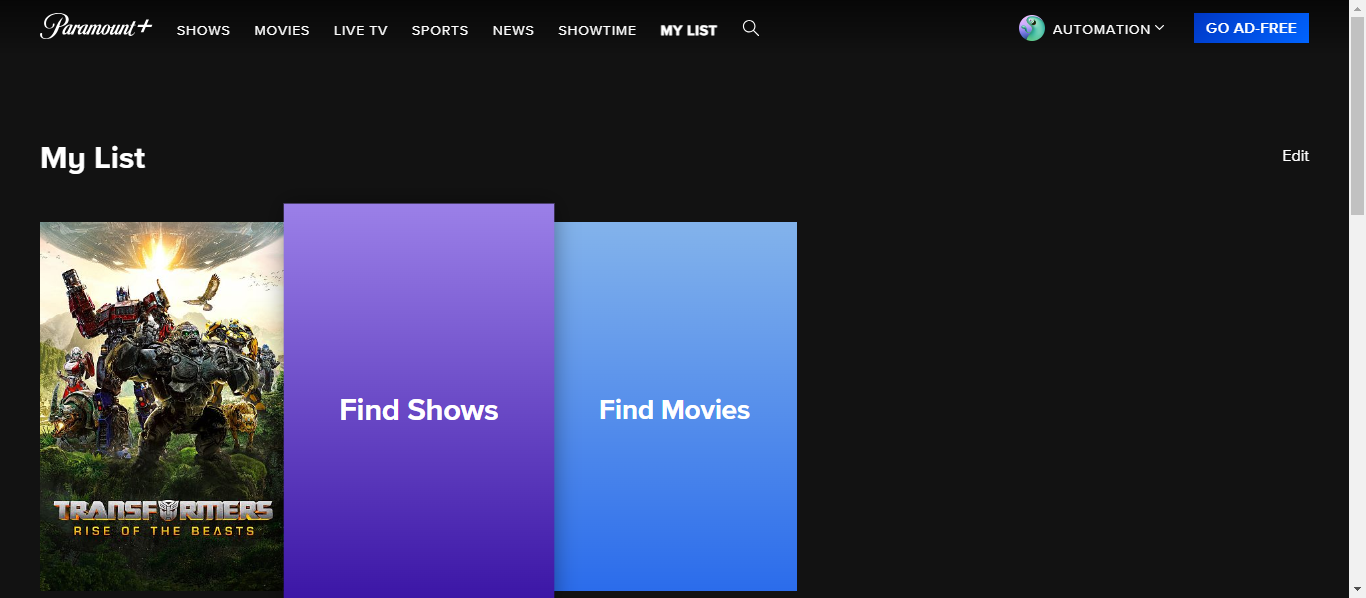 Paramount+ SHOWS MOVIES LIVE TV SPORTS NEWS SHOWTIME MY LIST AUTOMATION GO AD-FREE
My List Edit
Find Shows Find Movies
TRANSFORMERS
RISE OF THE BEASTS